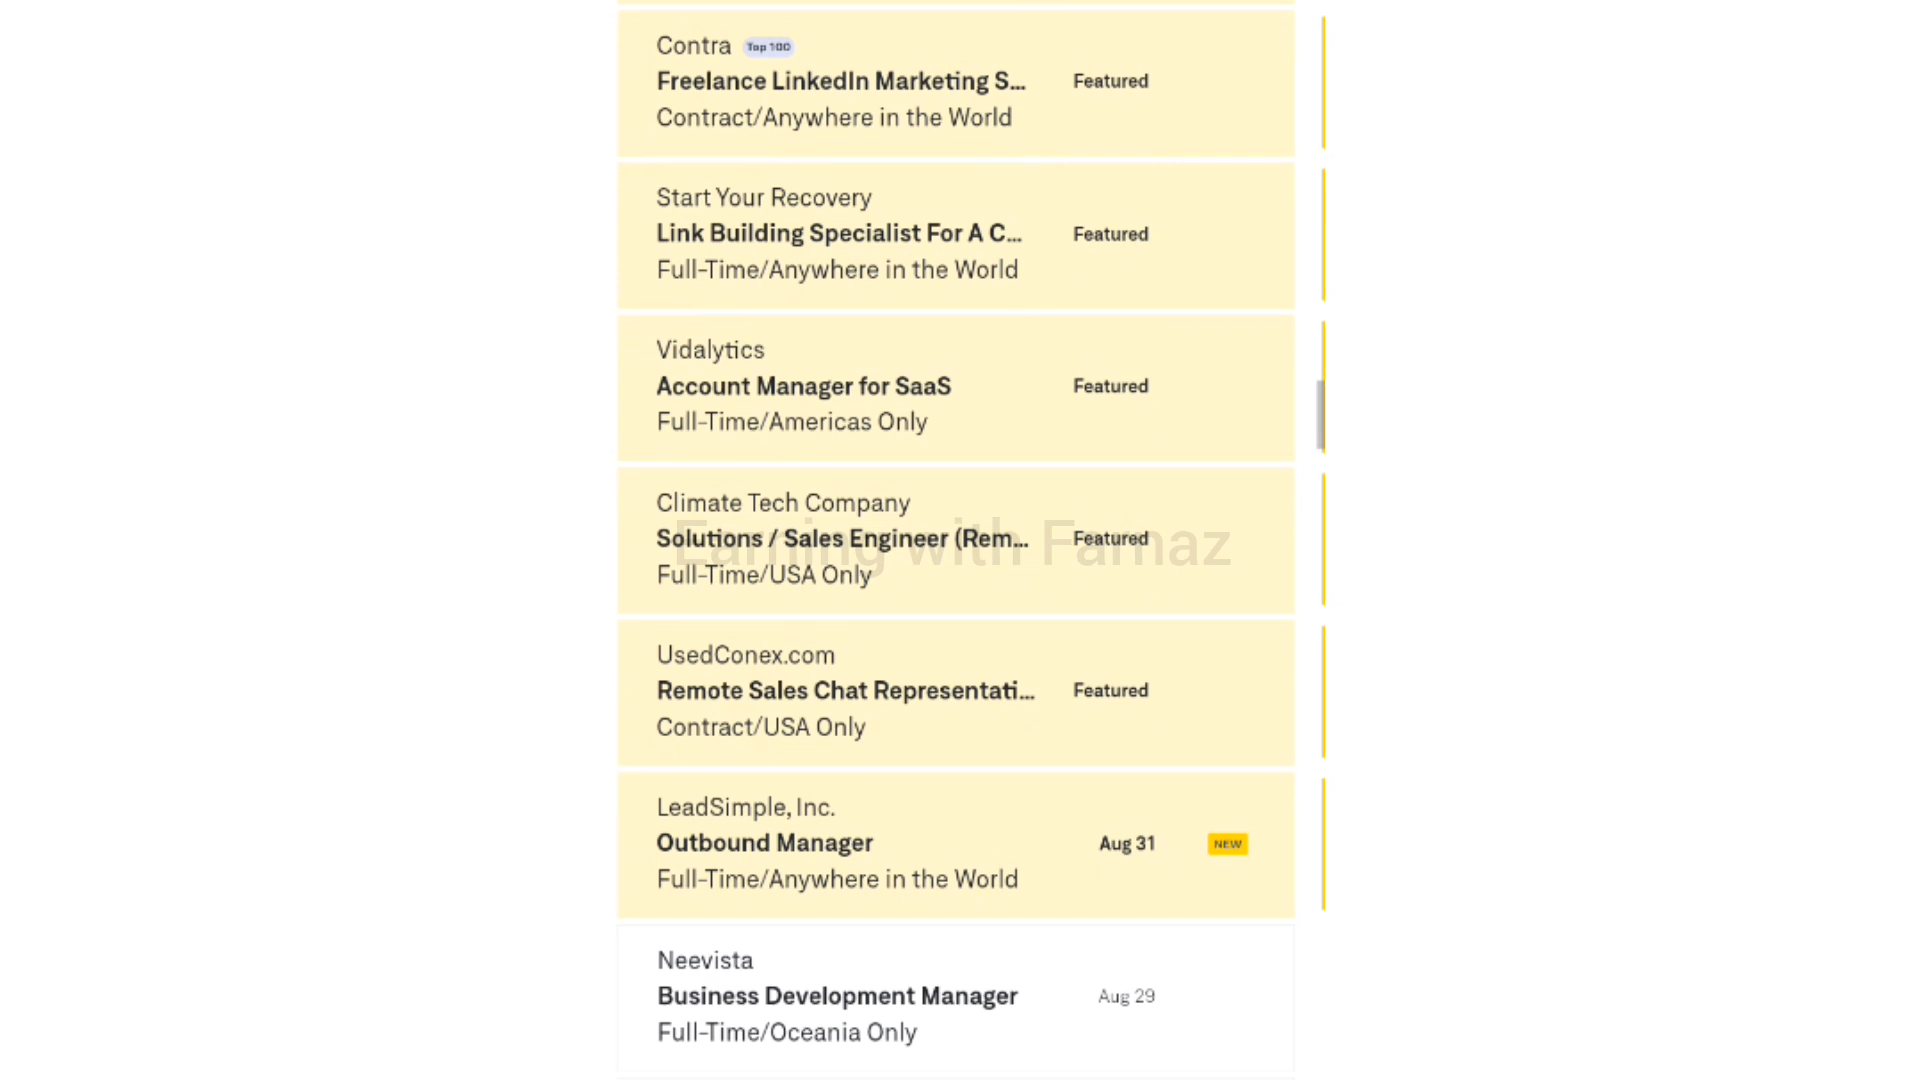 Contra Top 100
Freelance LinkedIn Marketing S... Featured
Contract/Anywhere in the World
Start Your Recovery
Link Building Specialist For A C... Featured
Full-Time/Anywhere in the World
Vidalytics
Account Manager for SaaS Featured
Full-Time/Americas Only
Climate Tech Company
Solutions / Sales Engineer (Rem... Featured
Earning with Farnaz
Full-Time/USA Only
UsedConex.com
Remote Sales Chat Representati... Featured
Contract/USA Only
LeadSimple, Inc.
Outbound Manager Aug 31 NEW
Full-Time/Anywhere in the World
Neevista
Business Development Manager Aug 29
Full-Time/Oceania Only